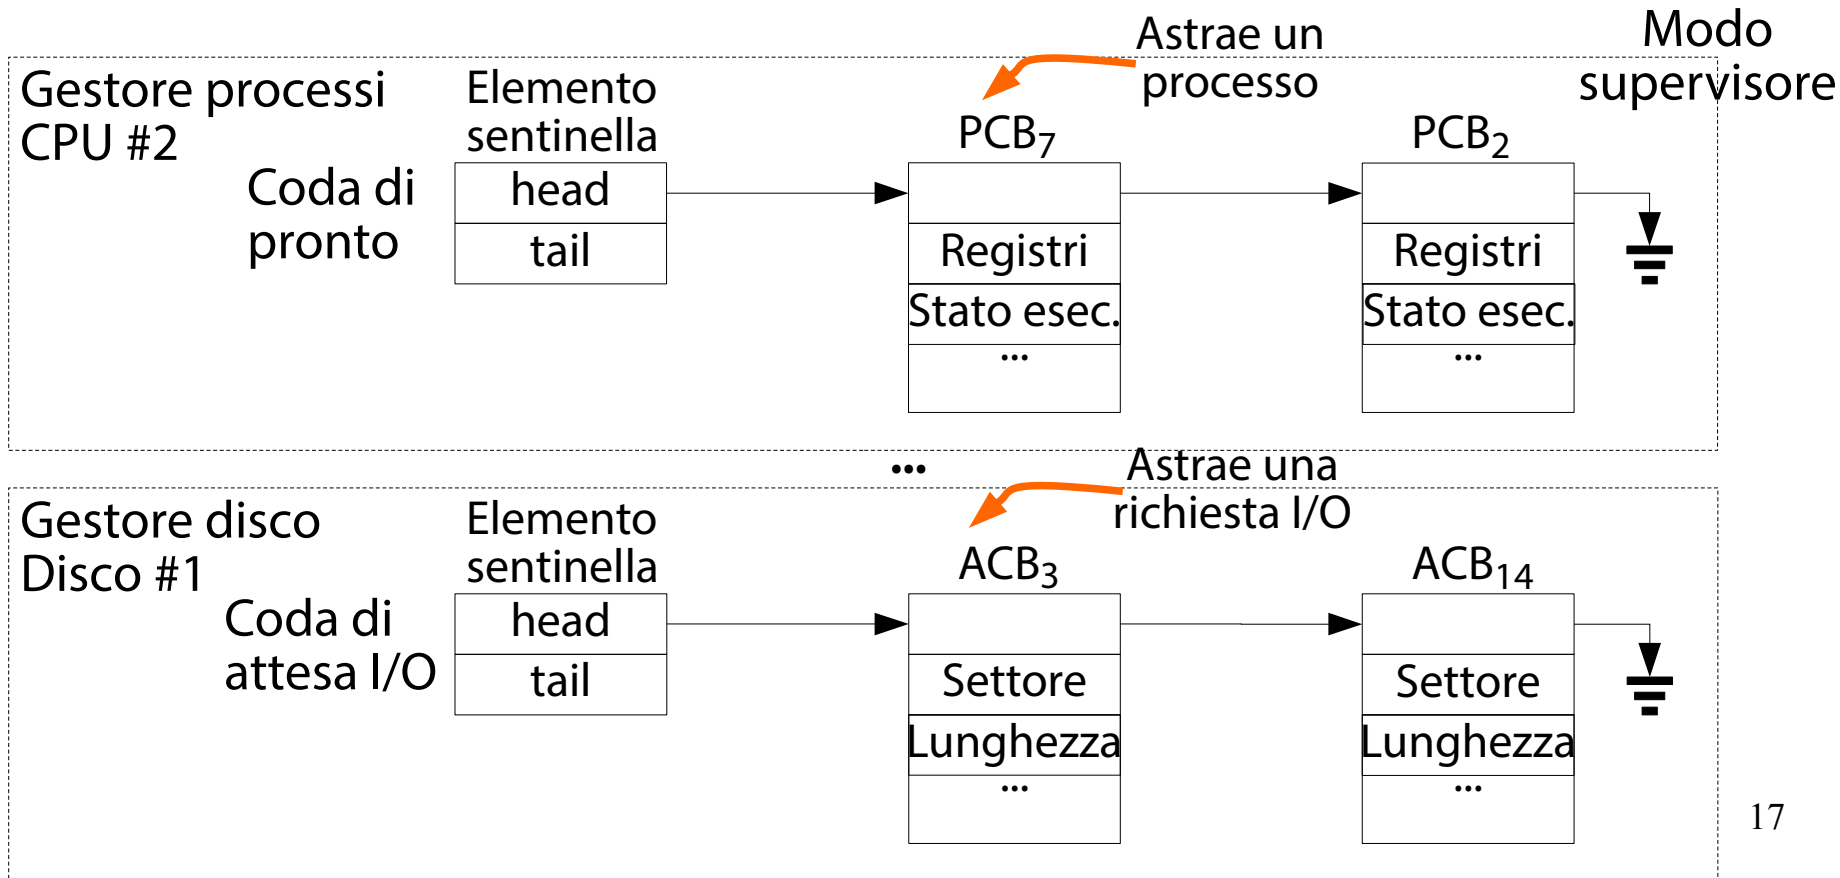 Astrae un
processo
Modo
supervisore
Gestore processi
CPU #2
Elemento
sentinella
PCB7
PCB2
Coda di
pronto
head
tail
Registri
Stato esec.
...
Registri
Stato esec.
...
...
Astrae una
richiesta I/O
Gestore disco
Disco #1
Elemento
sentinella
ACB3
ACB14
Coda di
attesa I/O
head
tail
Settore
Lunghezza
...
Settore
Lunghezza
...
17